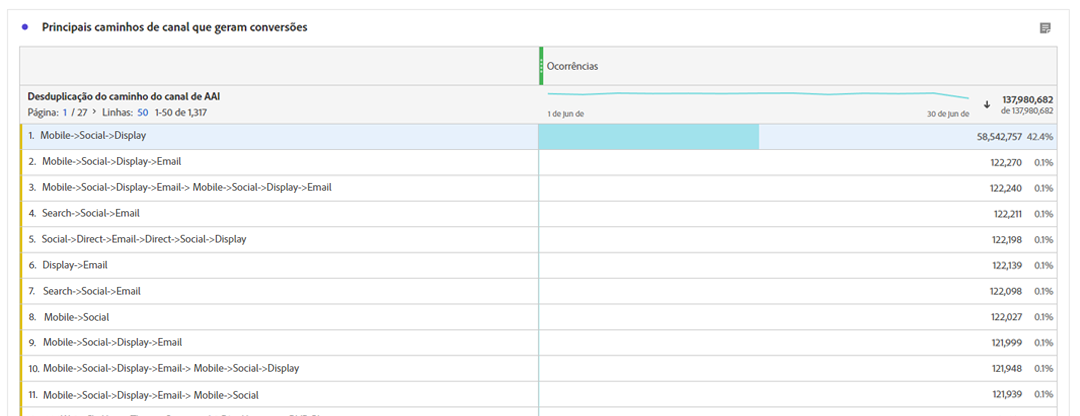 Principais caminhos de canal que geram conversões
Ocorrências
Desduplicação do caminho do canal de AAI
Página: 1 / 27 > Linhas: 50 1-50 de 1,317
1 de Jun de
30 de Jun de
137,980,682
de 137,980,682
1. Mobile->Social->Display 58,542,757 42.4%
2. Mobile->Social->Display->Email 122,270 0.1%
3. Mobile->Social->Display->Email-> Mobile->Social->Display->Email 122,240 0.1%
4. Search->Social->Email 122,211 0.1%
5. Social->Direct->Email->Direct->Social->Display 122,198 0.1%
6. Display->Email 122,139 0.1%
7. Search->Social->Email 122,098 0.1%
8. Mobile->Social 122,027 0.1%
9. Mobile->Social->Display->Email 121,999 0.1%
10. Mobile->Social->Display->Email-> Mobile->Social->Display 121,948 0.1%
11. Mobile->Social->Display->Email-> Mobile->Social 121,939 0.1%